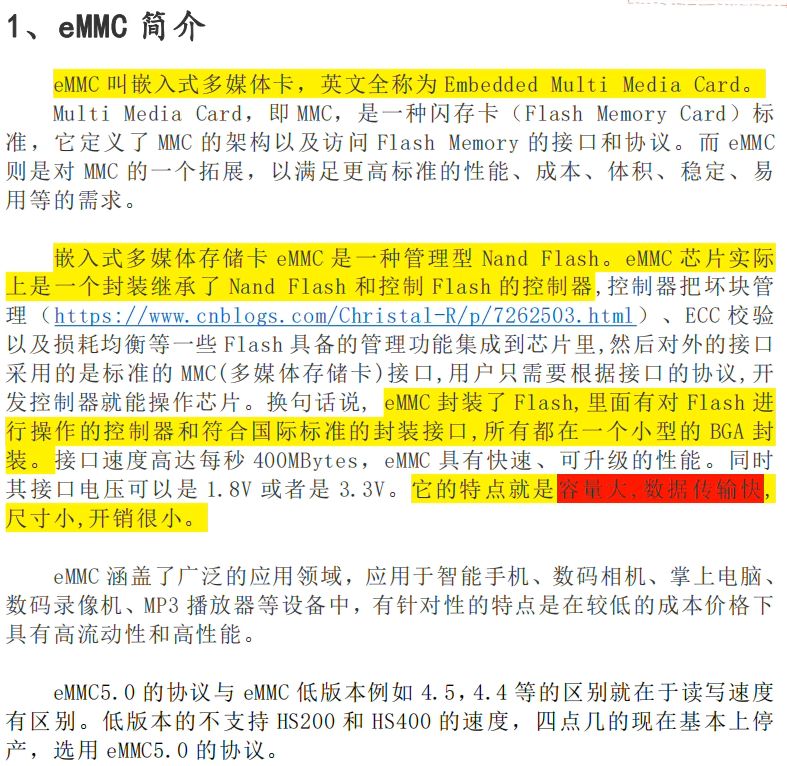 1、eMMC 简介
eMMC 叫嵌入式多媒体卡，英文全称为 Embedded Multi Media Card。
Multi Media Card，即 MMC，是一种闪存卡（Flash Memory Card）标
准，它定义了 MMC 的架构以及访问 Flash Memory 的接口和协议。而 eMMC
则是对 MMC 的一个拓展，以满足更高标准的性能、成本、体积、稳定、易
用等的需求。
嵌入式多媒体存储卡 eMMC 是一种管理型 Nand Flash。eMMC 芯片实际
上是一个封装继承了 Nand Flash 和控制 Flash 的控制器,控制器把坏块管
理（https://www.cnblogs.com/Christal-R/p/7262503.html）、ECC 校验
以及损耗均衡等一些 Flash 具备的管理功能集成到芯片里,然后对外的接口
采用的是标准的 MMC(多媒体存储卡)接口,用户只需要根据接口的协议,开
发控制器就能操作芯片。换句话说, eMMC 封装了 Flash,里面有对 Flash 进
行操作的控制器和符合国际标准的封装接口,所有都在一个小型的 BGA 封
装。接口速度高达每秒 400MBytes，eMMC 具有快速、可升级的性能。同时
其接口电压可以是 1.8V 或者是 3.3V。它的特点就是容量大,数据传输快,
尺寸小,开销很小。
eMMC 涵盖了广泛的应用领域，应用于智能手机、数码相机、掌上电脑、
数码录像机、MP3 播放器等设备中，有针对性的特点是在较低的成本价格下
具有高流动性和高性能。
eMMC5.0 的协议与 eMMC 低版本例如 4.5，4.4 等的区别就在于读写速度
有区别。低版本的不支持 HS200 和 HS400 的速度，四点几的现在基本上停
产，选用 eMMC5.0 的协议。